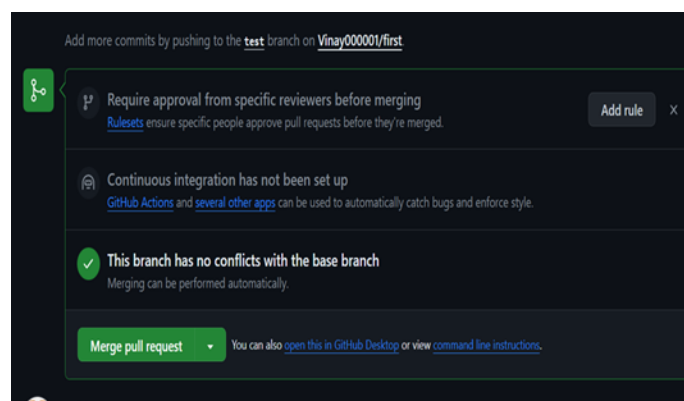 Add more commits by pushing to the test branch on Vinay000001/first.
Require approval from specific reviewers before merging
Rulesets ensure specific people approve pull requests before they're merged.
Add rule
Continuous integration has not been set up
GitHub Actions and several other apps can be used to automatically catch bugs and enforce style.
This branch has no conflicts with the base branch
Merging can be performed automatically.
Merge pull request
You can also open this in GitHub Desktop or view command line instructions.